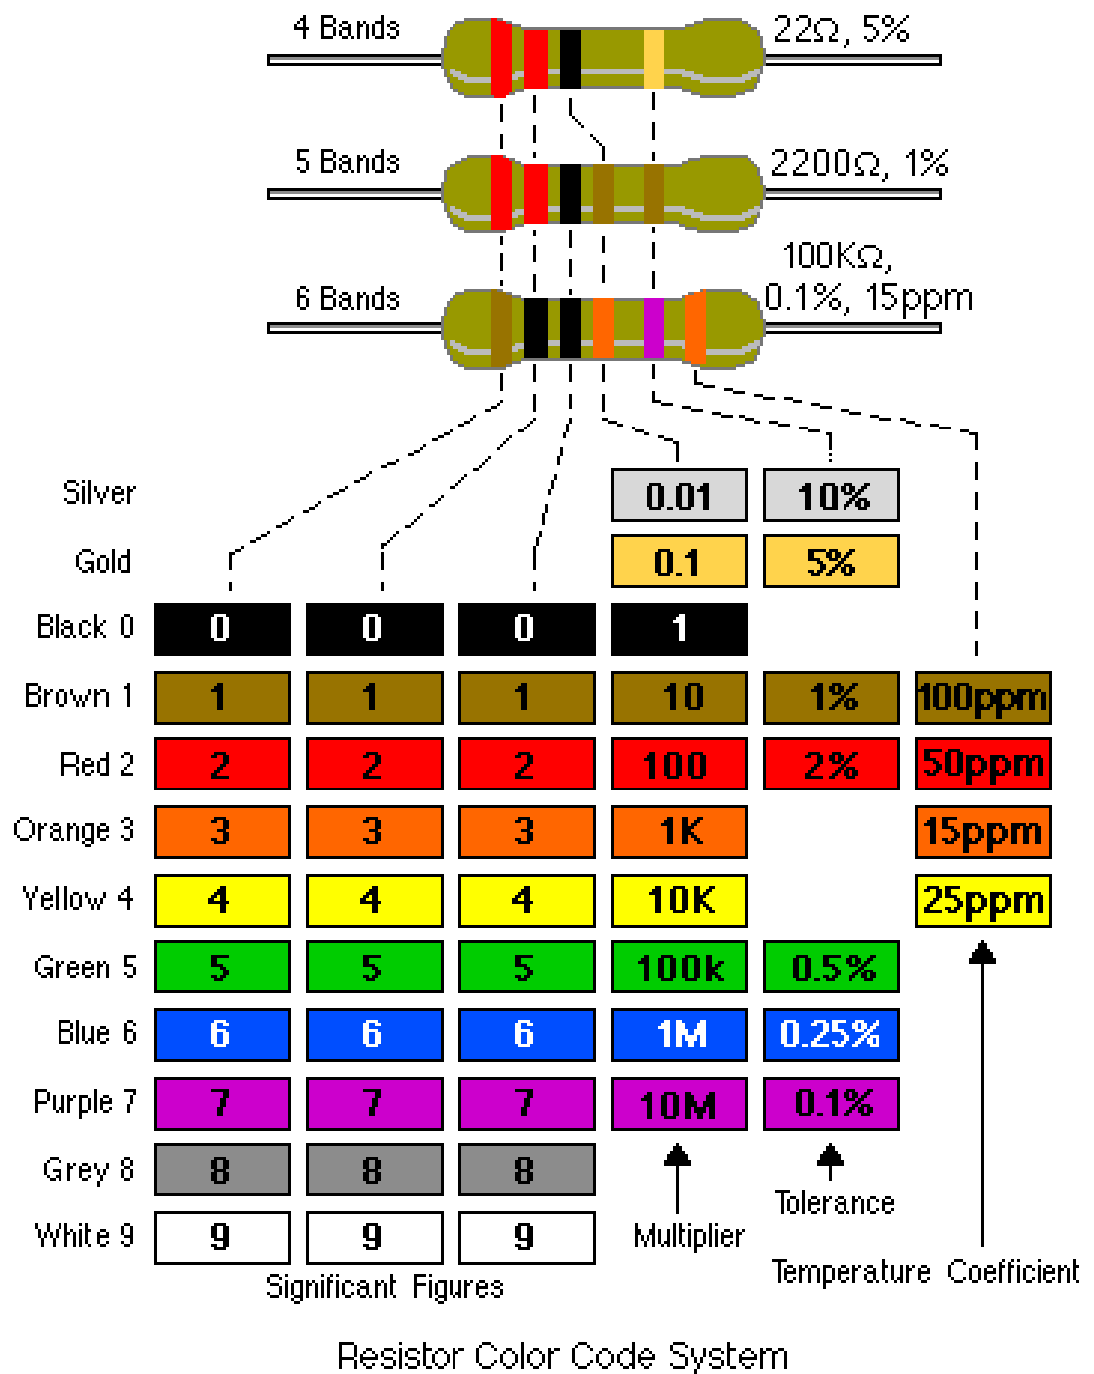 4 Bands 22Ω, 5%
5 Bands 2200Ω, 1%
100KΩ,
6 Bands 0.1%, 15ppm
Silver 0.01 10%
Gold 0.1 5%
Black 0 0 0 0 1
Brown 1 1 1 1 10 1% 100ppm
Red 2 2 2 2 100 2% 50ppm
Orange 3 3 3 3 1K 15ppm
Yellow 4 4 4 4 10K 25ppm
Green 5 5 5 5 100k 0.5%
Blue 6 6 6 6 1M 0.25%
Purple 7 7 7 7 10M 0.1%
Grey 8 8 8 8
Tolerance
White 9 9 9 9 Multiplier
Temperature Coefficient
Significant Figures
Resistor Color Code System